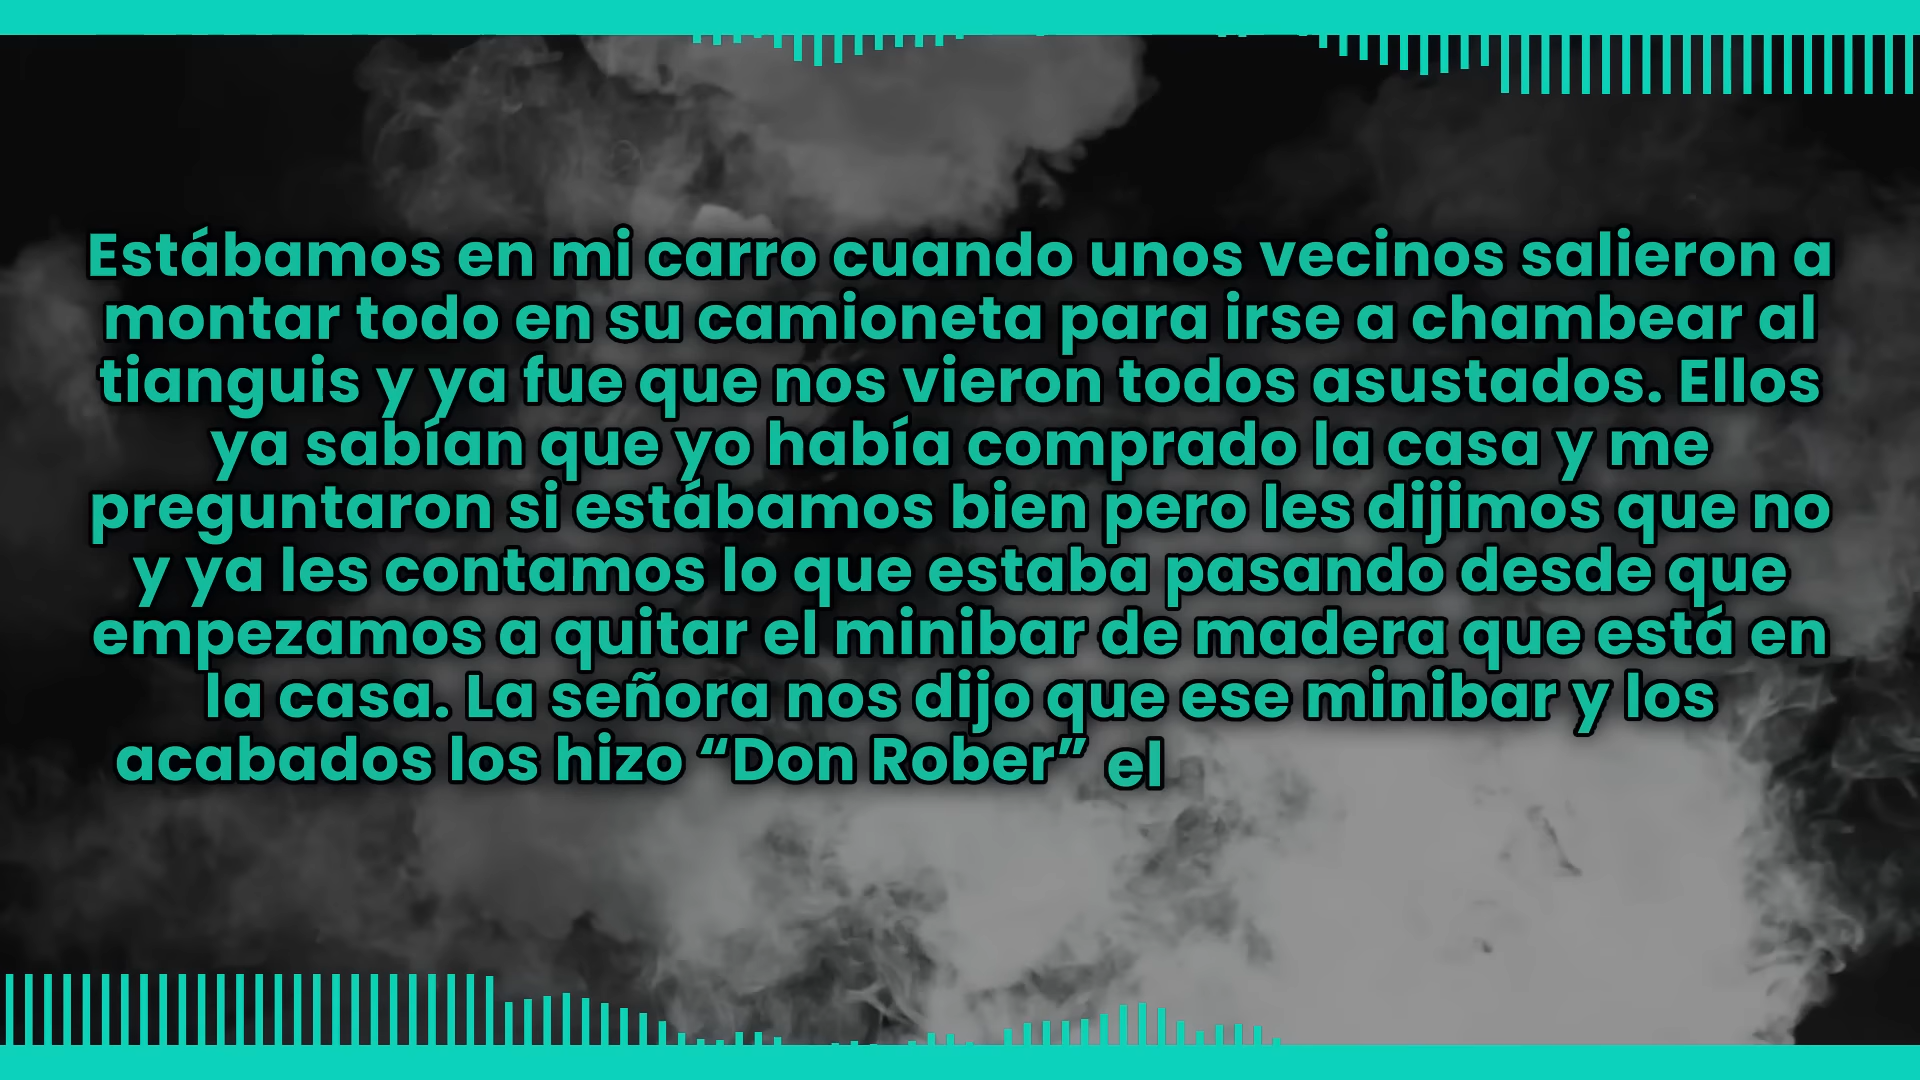 Estábamos en mi carro cuando unos vecinos salieron a
montar todo en su camioneta para irse a chambear al
tianguis y ya fue que nos vieron todos asustados. Ellos
ya sabían que yo había comprado la casa y me
preguntaron si estábamos bien pero les dijimos que no
y ya les contamos lo que estaba pasando desde que
empezamos a quitar el minibar de madera que está en
la casa. La señora nos dijo que ese minibar y los
acabados los hizo “Don Rober” el